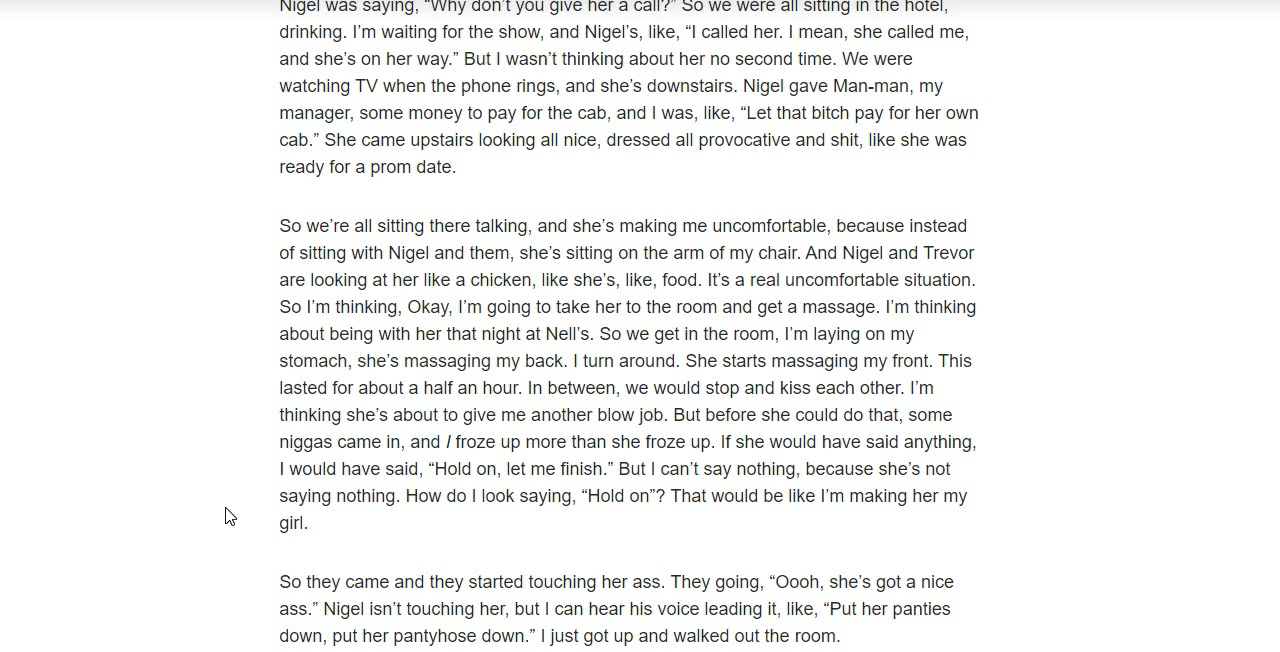 Nigel was saying, “Why don’t you give her a call?” So we were all sitting in the hotel,
drinking. I’m waiting for the show, and Nigel’s, like, “I called her. I mean, she called me,
and she’s on her way.” But I wasn’t thinking about her no second time. We were
watching TV when the phone rings, and she’s downstairs. Nigel gave Man-man, my
manager, some money to pay for the cab, and I was, like, “Let that bitch pay for her own
cab.” She came upstairs looking all nice, dressed all provocative and shit, like she was
ready for a prom date.
So we’re all sitting there talking, and she’s making me uncomfortable, because instead
of sitting with Nigel and them, she’s sitting on the arm of my chair. And Nigel and Trevor
are looking at her like a chicken, like she’s, like, food. It’s a real uncomfortable situation.
So I’m thinking, Okay, I’m going to take her to the room and get a massage. I’m thinking
about being with her that night at Nell’s. So we get in the room, I’m laying on my
stomach, she’s massaging my back. I turn around. She starts massaging my front. This
lasted for about a half an hour. In between, we would stop and kiss each other. I’m
thinking she’s about to give me another blow job. But before she could do that, some
niggas came in, and I froze up more than she froze up. If she would have said anything,
I would have said, “Hold on, let me finish.” But I can’t say nothing, because she’s not
saying nothing. How do I look saying, “Hold on”? That would be like I’m making her my
girl.
So they came and they started touching her ass. They going, “Oooh, she’s got a nice
ass.” Nigel isn’t touching her, but I can hear his voice leading it, like, “Put her panties
down, put her pantyhose down.” I just got up and walked out the room.